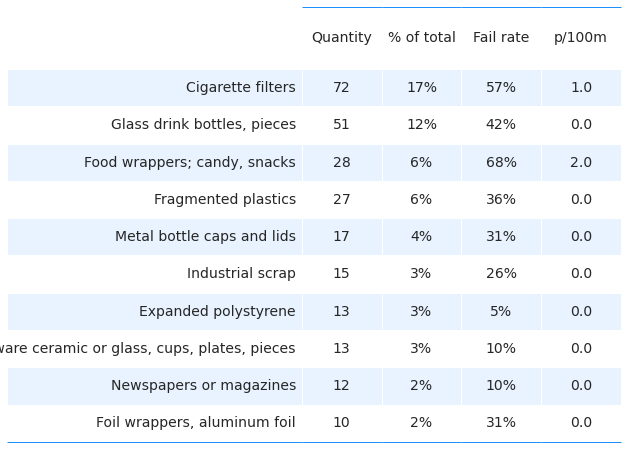 Quantity % of total Fail rate p/100m
Cigarette filters 72 17% 57% 1.0
Glass drink bottles, pieces 51 12% 42% 0.0
Food wrappers; candy, snacks 28 6% 68% 2.0
Fragmented plastics 27 6% 36% 0.0
Metal bottle caps and lids 17 4% 31% 0.0
Industrial scrap 15 3% 26% 0.0
Expanded polystyrene 13 3% 5% 0.0
ceramic or glass, cups, plates, pieces 13 3% 10% 0.0
Newspapers or magazines 12 2% 10% 0.0
Foil wrappers, aluminum foil 10 2% 31% 0.0